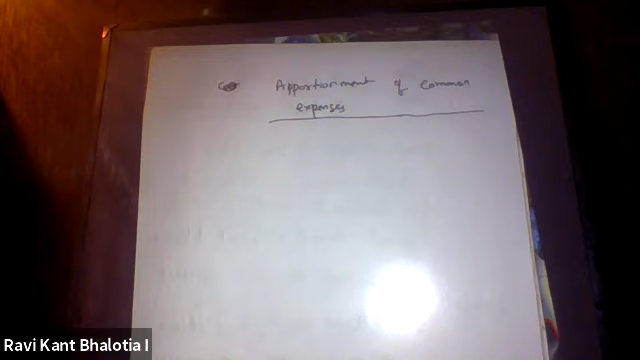 Apportionment of common
expenses
Ravi Kant Bhalotia I